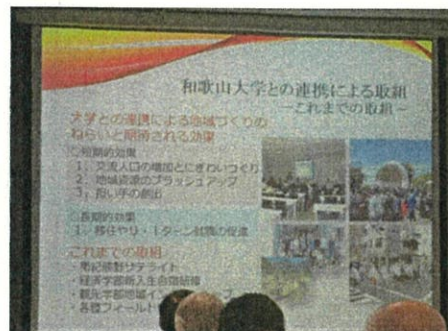 和歌山大学との連携による取組
－これまでの取組－
大学との連携による地域づくりの
ねらいと期待される効果
○短期的効果
1．交流人口の増加とにぎわいづくり
2．地域資源のブラッシュアップ
3．担い手の創出
○長期的効果
1．移住やU・Iターン就職の促進
これまでの取組
・南紀熊野サテライト
・経済学部新入生合宿研修
・観光学部地域イン
・各種フィールド